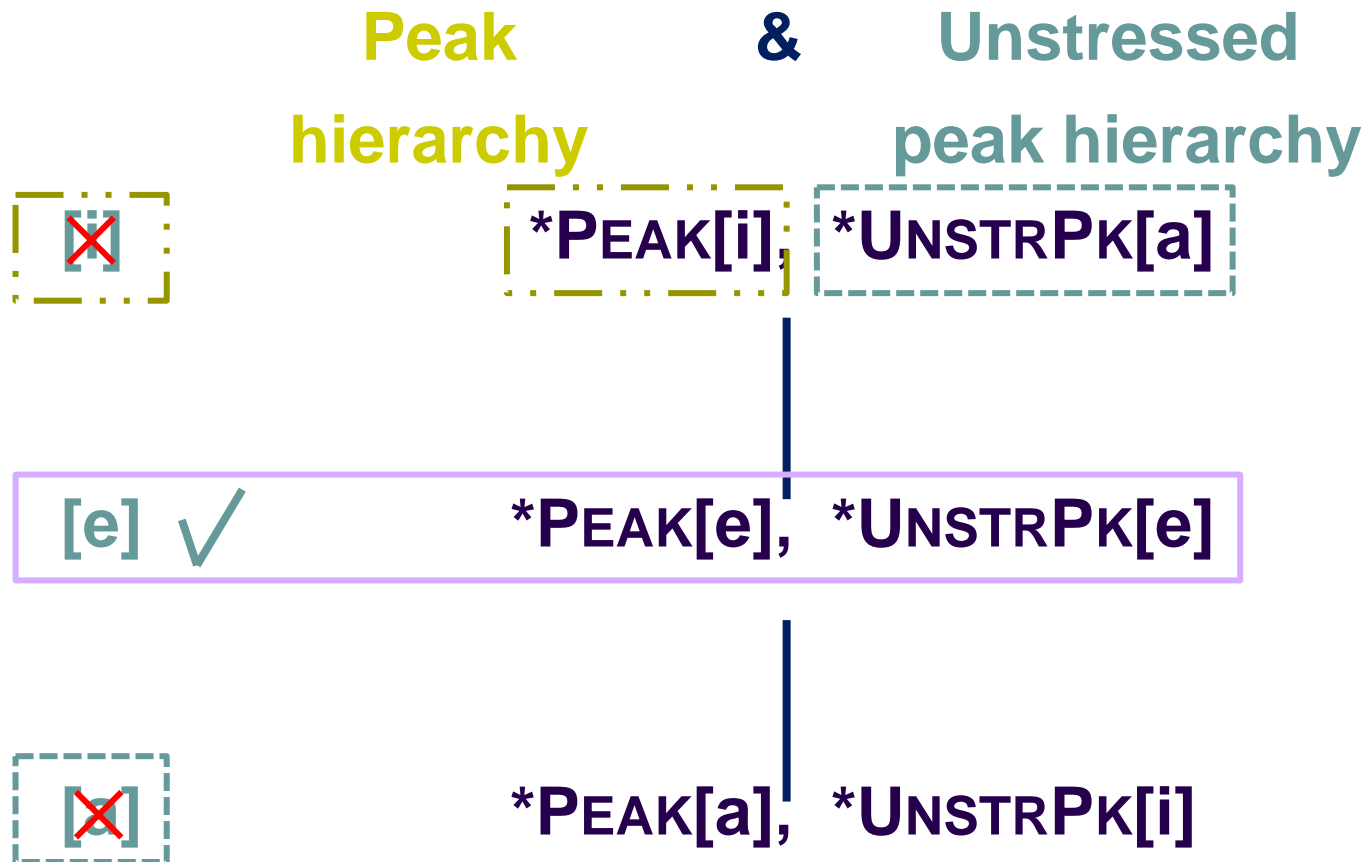 Peak & Unstressed
hierarchy peak hierarchy
[i] *PEAK[i], *UNSTRPK[a]
[e] *PEAK[e], *UNSTRPK[e]
[a] *PEAK[a], *UNSTRPK[i]